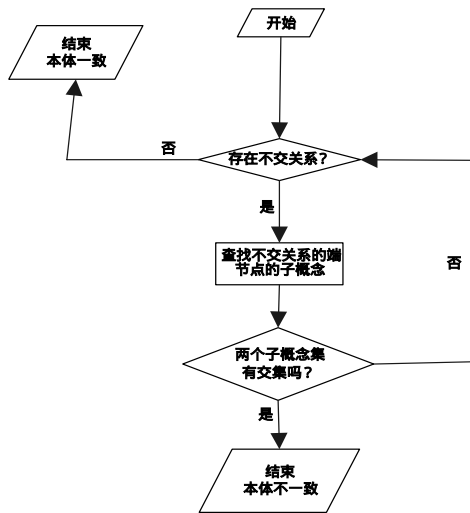 开始
结束
本体一致
否
存在不交关系？
是
查找不交关系的端
节点的子概念
否
两个子概念集
有交集吗？
是
结束
本体不一致